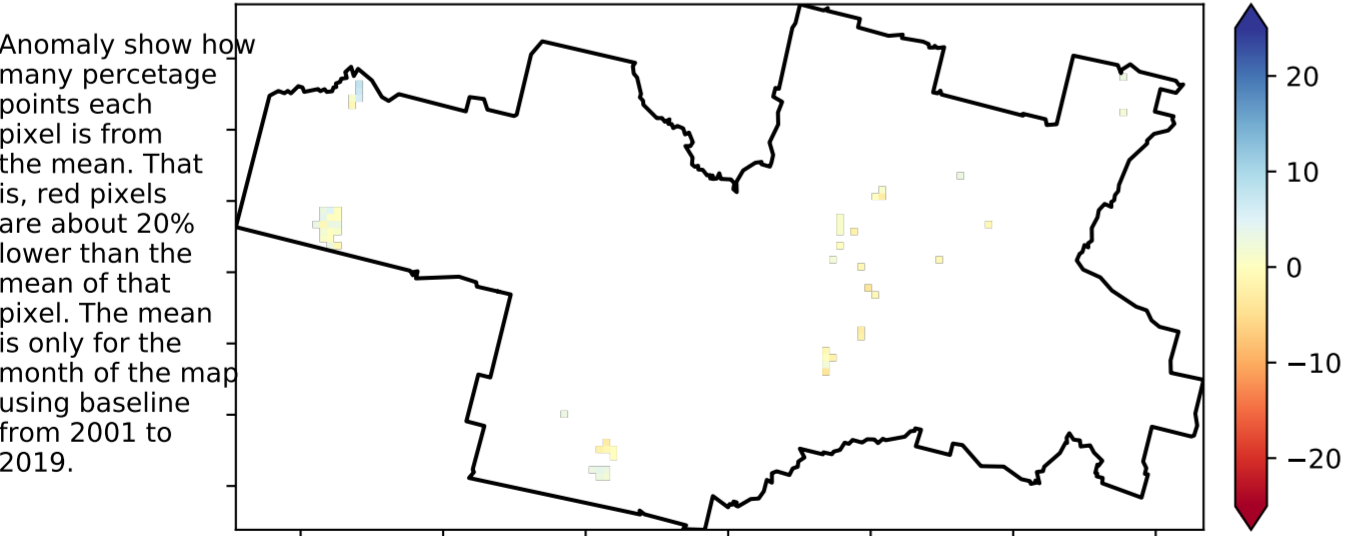 Anomaly show how
many percetage
points each
pixel is from
the mean. That
is, red pixels
are about 20%
lower than the
mean of that
pixel. The mean
is only for the
month of the map
using baseline
from 2001 to
2019.
20
10
0
−10
−20